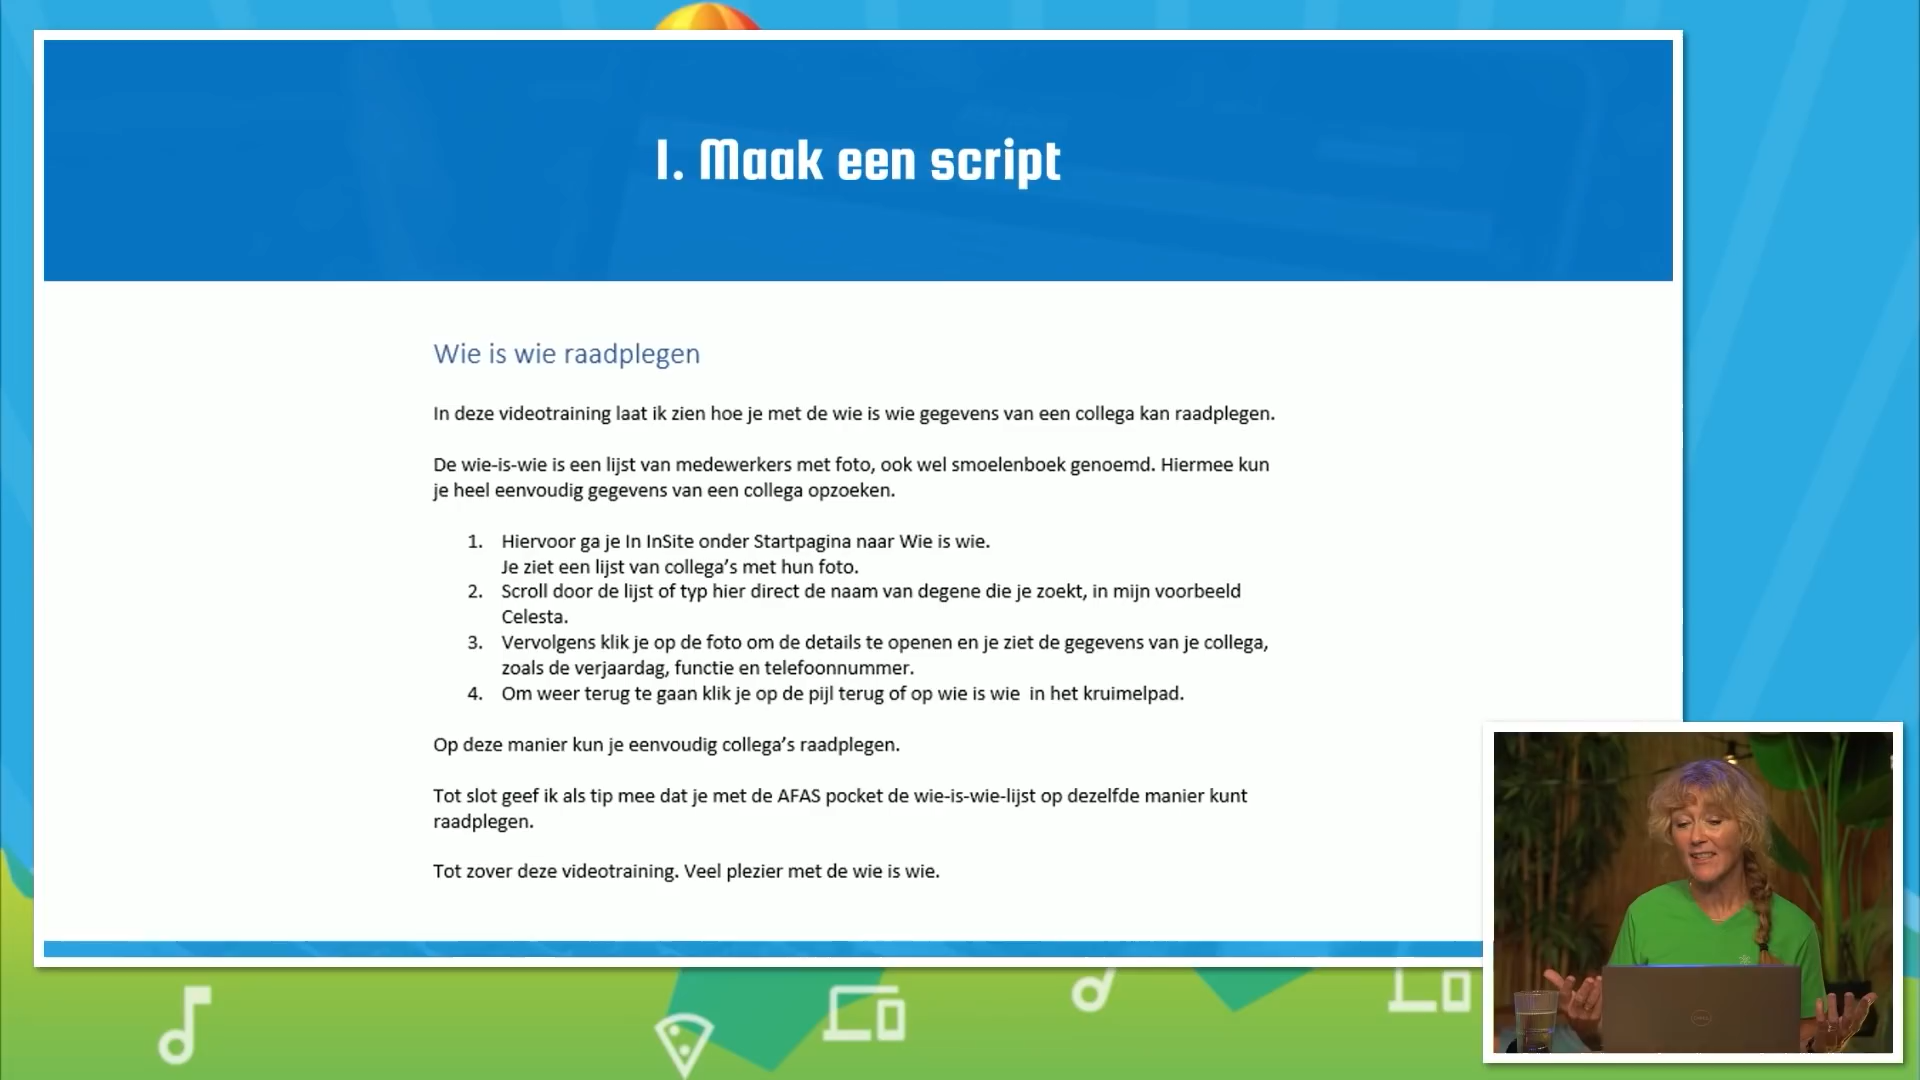 1. Maak een script
Wie is wie raadplegen
In deze videotraining laat ik zien hoe je met de wie is wie gegevens van een collega kan raadplegen.
De wie-is-wie is een lijst van medewerkers met foto, ook wel smoelenboek genoemd. Hiermee kun
je heel eenvoudig gegevens van een collega opzoeken.
1. Hiervoor ga je In InSite onder Startpagina naar Wie is wie.
Je ziet een lijst van collega’s met hun foto.
2. Scroll door de lijst of typ hier direct de naam van degene die je zoekt, in mijn voorbeeld
Celesta.
3. Vervolgens klik je op de foto om de details te openen en je ziet de gegevens van je collega,
zoals de verjaardag, functie en telefoonnummer.
4. Om weer terug te gaan klik je op de pijl terug of op wie is wie in het kruimelpad.
Op deze manier kun je eenvoudig collega’s raadplegen.
Tot slot geef ik als tip mee dat je met de AFAS pocket de wie-is-wie-lijst op dezelfde manier kunt
raadplegen.
Tot zover deze videotraining. Veel plezier met de wie is wie.